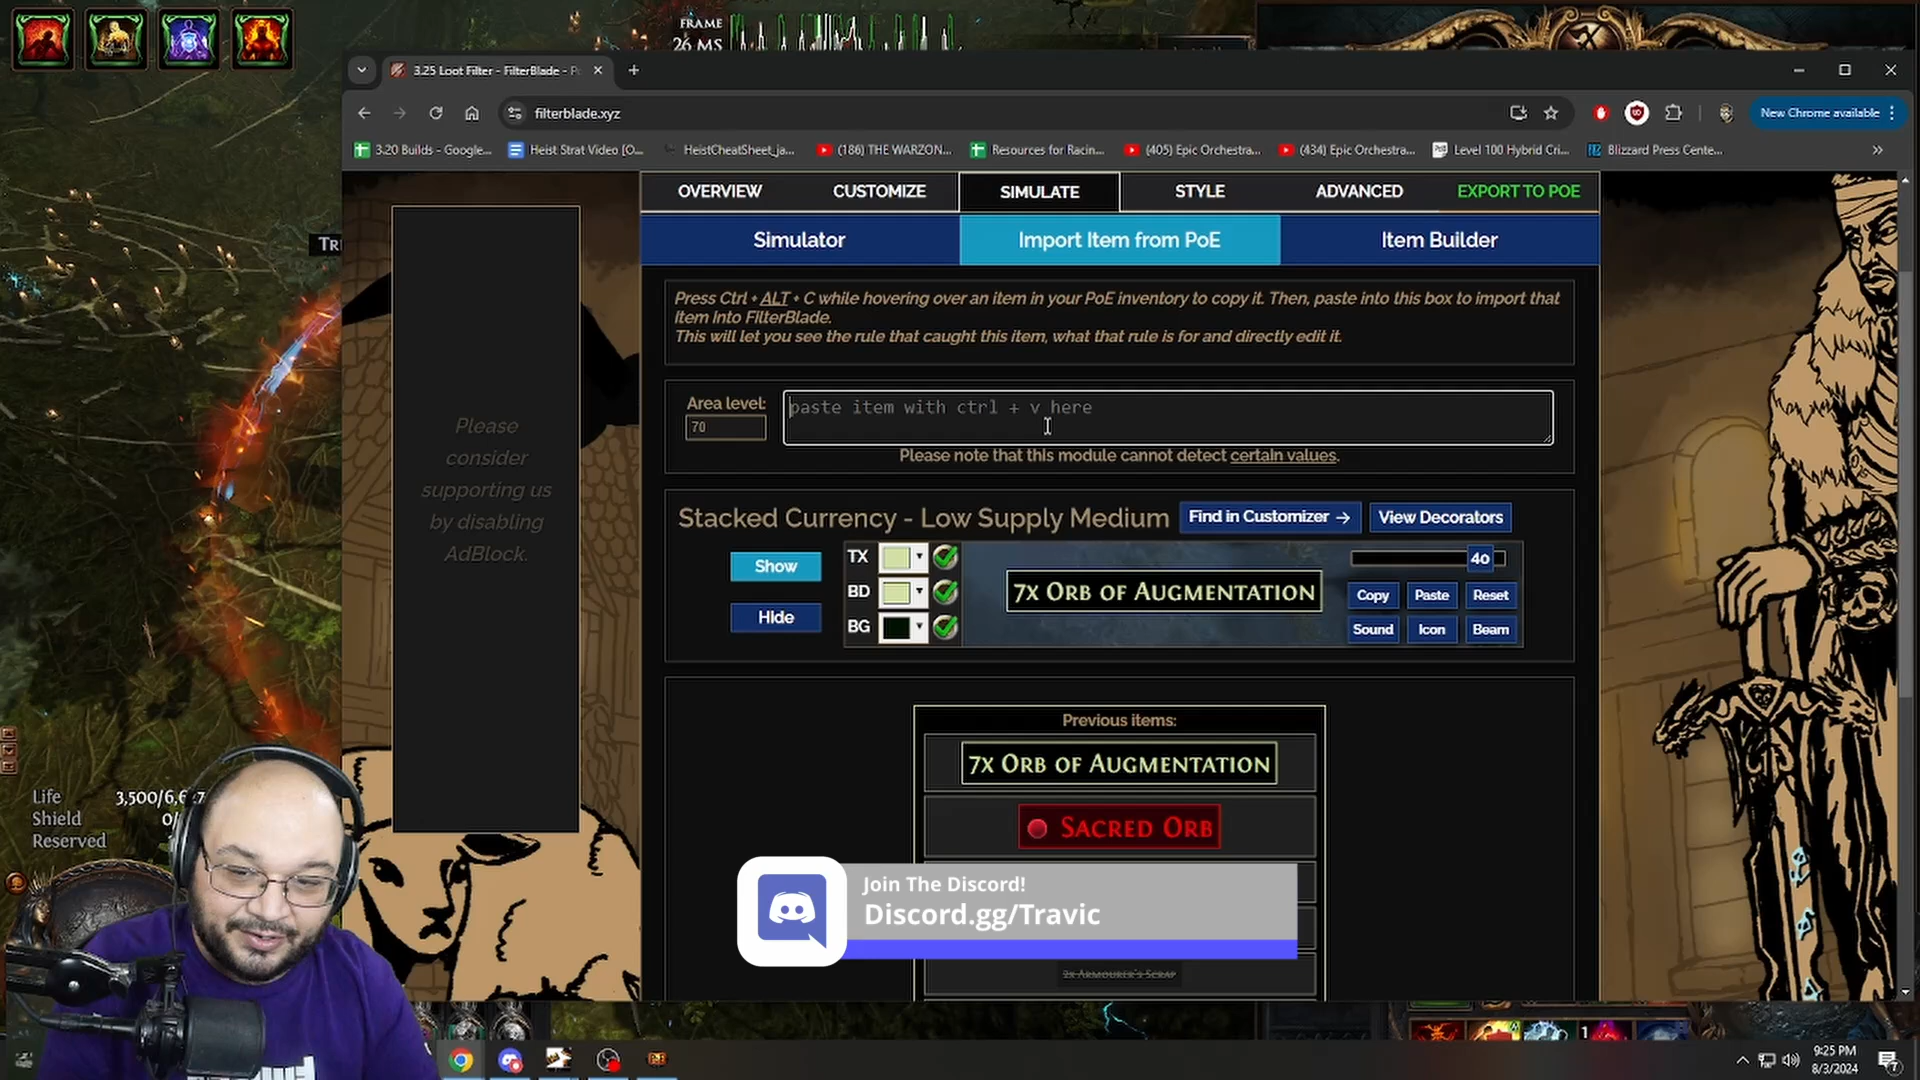 FRAME
26 MS
3.25 Loot Filter - FilterBlade - P
filterblade.xyz
New Chrome available
3.20 Builds - Google...
Heist Strat Video [O...
HeistCheatSheet_ja...
(186) THE WARZON...
Resources for Racin...
(405) Epic Orchestra...
(434) Epic Orchestra...
Level 100 Hybrid Cri...
Blizzard Press Cente...
OVERVIEW
CUSTOMIZE
SIMULATE
STYLE
ADVANCED
EXPORT TO POE
Simulator
Import Item from PoE
Item Builder
Press Ctrl + ALT + C while hovering over an item in your PoE inventory to copy it. Then, paste into this box to import that
item into FilterBlade.
This will let you see the rule that caught this item, what that rule is for and directly edit it.
Area level:
70
paste item with ctrl + v here
Please note that this module cannot detect certain values.
Please
consider
supporting us
by disabling
AdBlock.
Stacked Currency - Low Supply Medium
Find in Customizer →
View Decorators
Show
Hide
TX
BD
BG
7x Orb of Augmentation
40
Copy
Paste
Reset
Sound
Icon
Beam
Previous items:
7x Orb of Augmentation
Sacred Orb
2x Armourer's Scrap
Join The Discord!
Discord.gg/Travic
Life
3,500/6,6
Shield
0/
Reserved
1
9:25 PM
8/3/2024